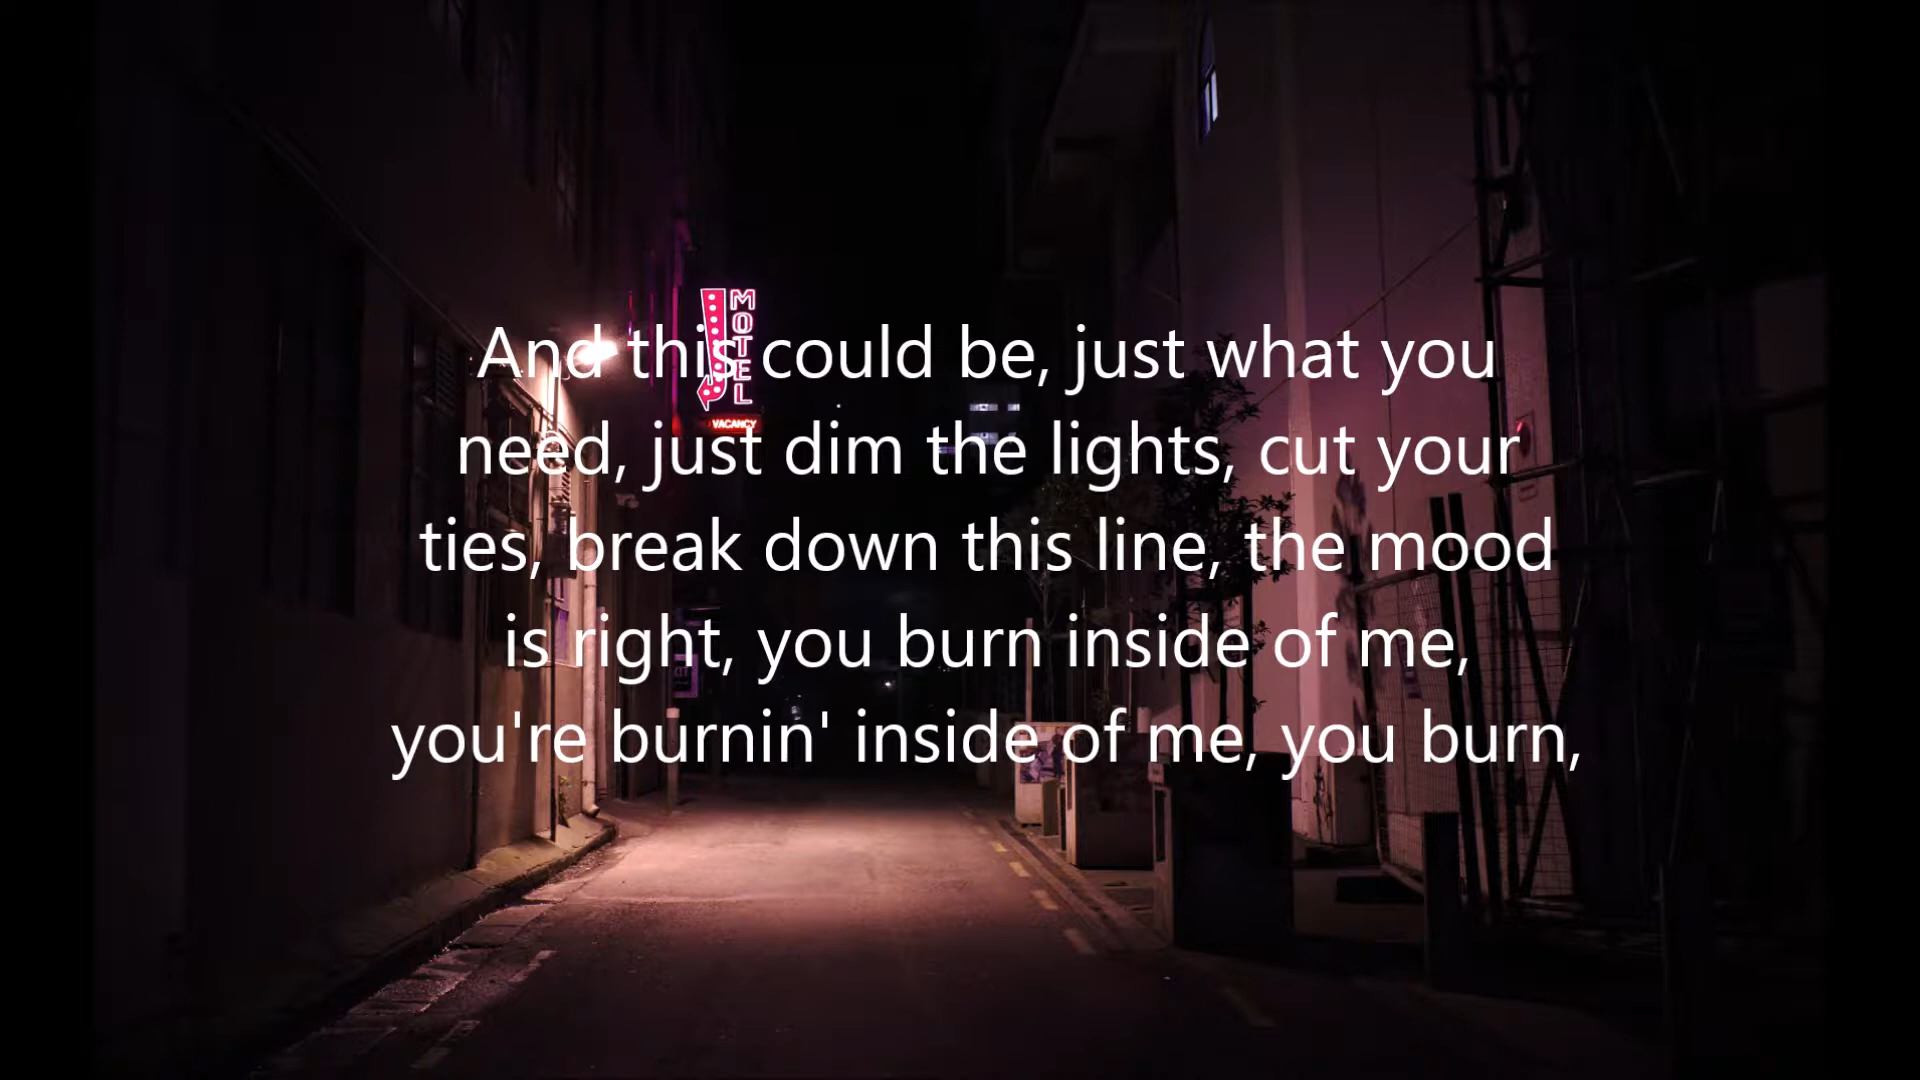 MOTEL
VACANCY
And this could be, just what you
need, just dim the lights, cut your
ties, break down this line, the mood
is right, you burn inside of me,
you're burnin' inside of me, you burn,